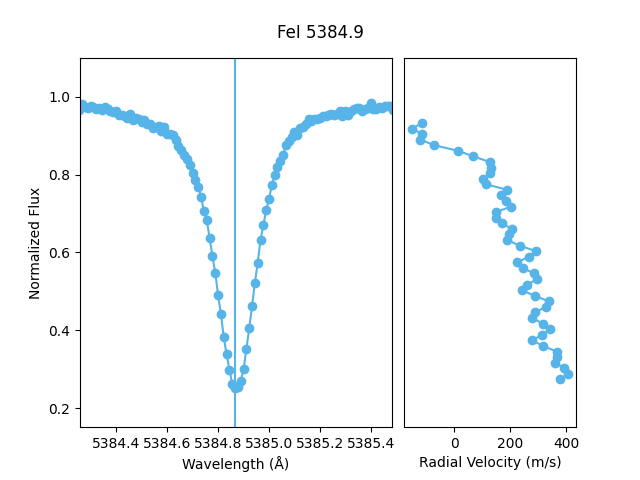 FeI 5384.9
Normalized Flux
1.0
0.8
0.6
0.4
0.2
5384.4 5384.6 5384.8 5385.0 5385.2 5385.4
Wavelength (Å)
0 200 400
Radial Velocity (m/s)